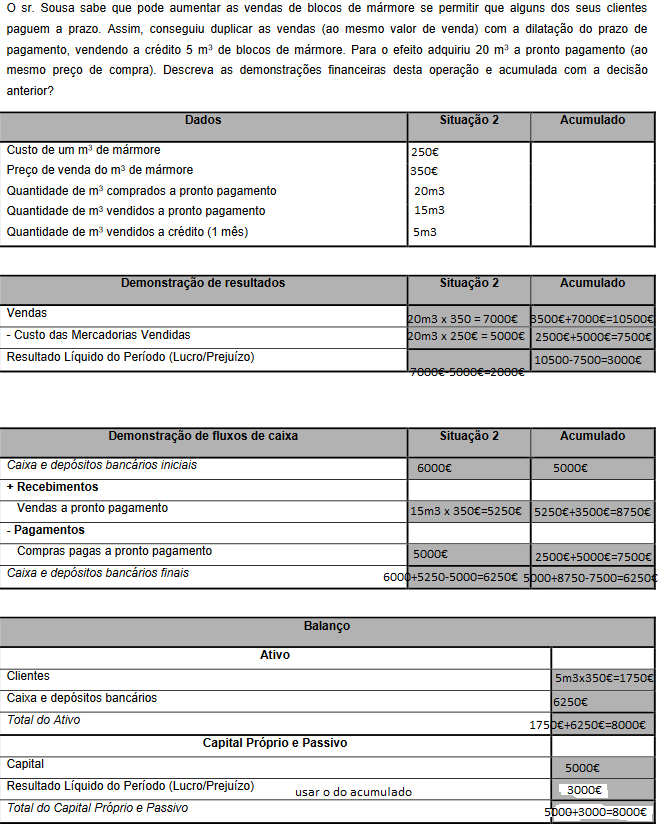 O sr. Sousa sabe que pode aumentar as vendas de blocos de mármore se permitir que alguns dos seus clientes
paguem a prazo. Assim, conseguiu duplicar as vendas (ao mesmo valor de venda) com a dilatação do prazo de
pagamento, vendendo a crédito 5 m³ de blocos de mármore. Para o efeito adquiriu 20 m³ a pronto pagamento (ao
mesmo preço de compra). Descreva as demonstrações financeiras desta operação e acumulada com a decisão
anterior?
Dados Situação 2 Acumulado
Custo de um m³ de mármore 250€
Preço de venda do m³ de mármore 350€
Quantidade de m³ comprados a pronto pagamento 20m3
Quantidade de m³ vendidos a pronto pagamento 15m3
Quantidade de m³ vendidos a crédito (1 mês) 5m3
Demonstração de resultados Situação 2 Acumulado
Vendas 20m3 x 350 = 7000€ 3500€+7000€=10500€
- Custo das Mercadorias Vendidas 20m3 x 250€ = 5000€ 2500€+5000€=7500€
Resultado Líquido do Período (Lucro/Prejuízo) 7000€-5000€=2000€ 10500-7500=3000€
Demonstração de fluxos de caixa Situação 2 Acumulado
Caixa e depósitos bancários iniciais 6000€ 5000€
+ Recebimentos
Vendas a pronto pagamento 15m3 x 350€=5250€ 5250€+3500€=8750€
- Pagamentos
Compras pagas a pronto pagamento 5000€ 2500€+5000€=7500€
Caixa e depósitos bancários finais 6000+5250-5000=6250€ 5000+8750-7500=6250€
Balanço
Ativo
Clientes 5m3x350€=1750€
Caixa e depósitos bancários 6250€
Total do Ativo 1750€+6250€=8000€
Capital Próprio e Passivo
Capital 5000€
Resultado Líquido do Período (Lucro/Prejuízo) usar o do acumulado 3000€
Total do Capital Próprio e Passivo 5000+3000=8000€